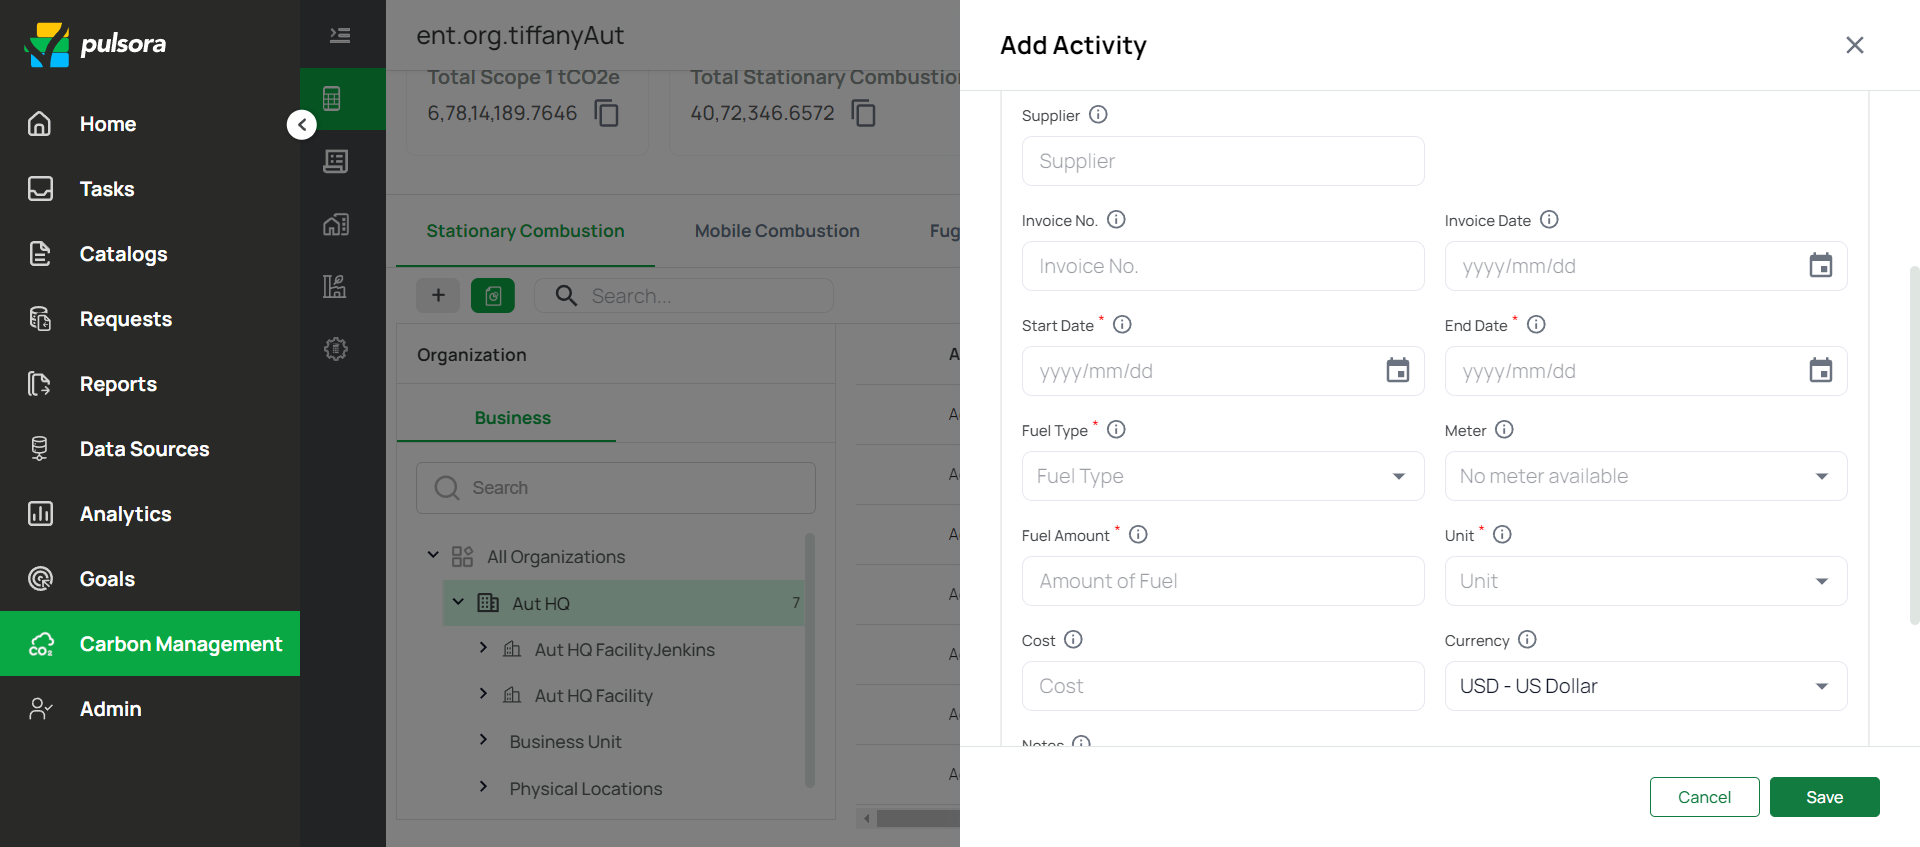 pulsora
Home
Tasks
Catalogs
Requests
Reports
Data Sources
Analytics
Goals
Carbon Management
Admin
ent.org.tiffanyAut
Total Scope 1 tCO2e
6,78,14,189.7646
Total Stationary Combustion
40,72,346.6572
Stationary Combustion
Mobile Combustion
Fug
Search...
Organization
Business
Search
All Organizations
Aut HQ 7
Aut HQ FacilityJenkins
Aut HQ Facility
Business Unit
Physical Locations
Add Activity
Supplier
Supplier
Invoice No.
Invoice No.
Invoice Date
yyyy/mm/dd
Start Date *
yyyy/mm/dd
End Date *
yyyy/mm/dd
Fuel Type *
Fuel Type
Meter
No meter available
Fuel Amount *
Amount of Fuel
Unit *
Unit
Cost
Cost
Currency
USD - US Dollar
Notes
Cancel
Save